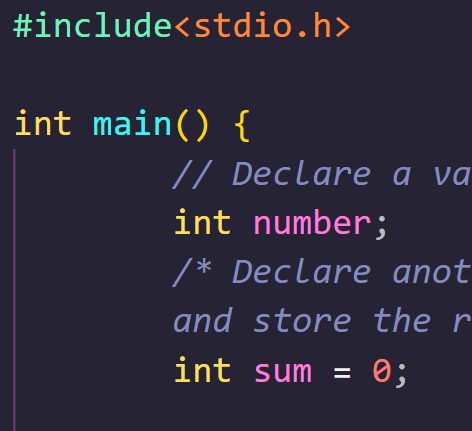 #include<stdio.h>
int main() {
// Declare a va
int number;
/* Declare anot
and store the r
int sum = 0;